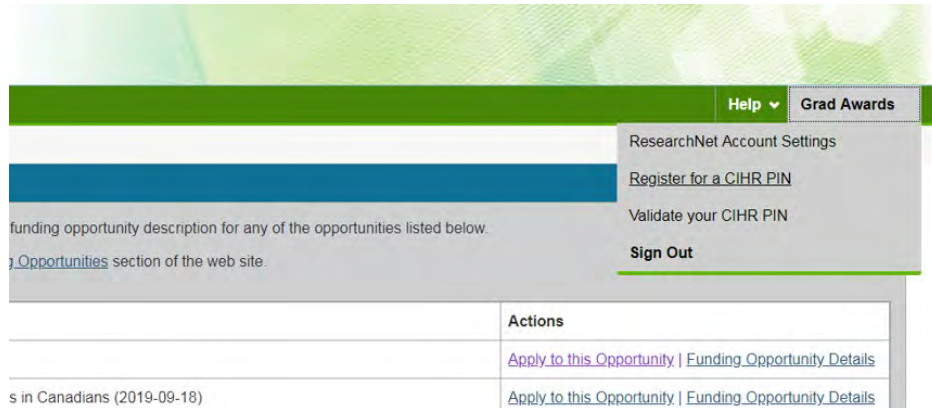 Help Grad Awards
ResearchNet Account Settings
Register for a CIHR PIN
Validate your CIHR PIN
Sign Out
funding opportunity description for any of the opportunities listed below.
Opportunities section of the web site.
Actions
Apply to this Opportunity | Funding Opportunity Details
s in Canadians (2019-09-18) Apply to this Opportunity | Funding Opportunity Details